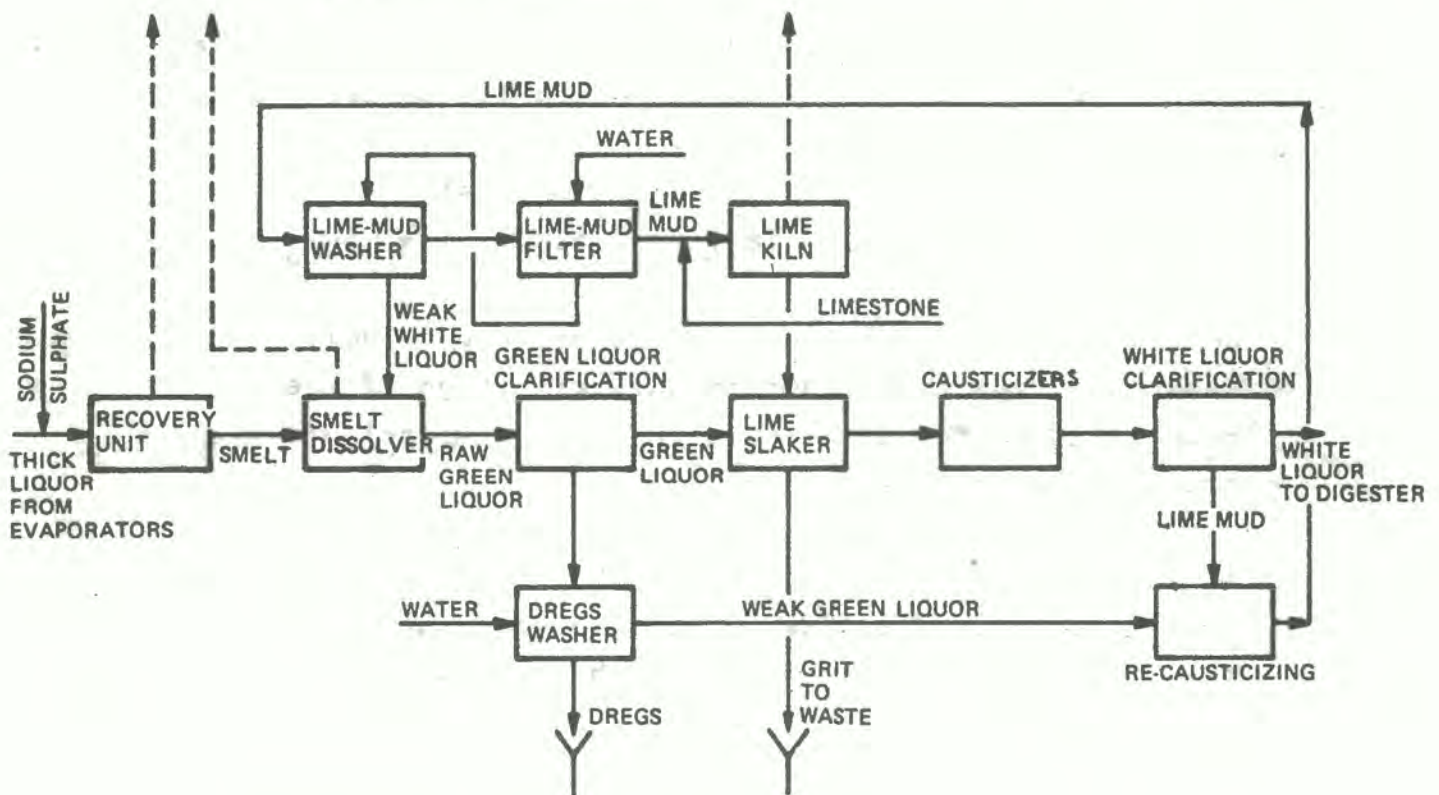 LIME MUD
WATER
LIME
MUD
LIME-MUD
WASHER
LIME-MUD
FILTER
LIME
KILN
LIMESTONE
SODIUM
SULPHATE
WEAK
WHITE
LIQUOR
GREEN LIQUOR
CLARIFICATION
WHITE LIQUOR
CLARIFICATION
CAUSTICIZERS
RECOVERY
UNIT
SMELT
SMELT
DISSOLVER
RAW
GREEN
LIQUOR
GREEN
LIQUOR
LIME
SLAKER
THICK
LIQUOR
FROM
EVAPORATORS
WHITE
LIQUOR
TO DIGESTER
LIME MUD
WATER
DREGS
WASHER
WEAK GREEN LIQUOR
RE-CAUSTICIZING
DREGS
GRIT
TO
WASTE